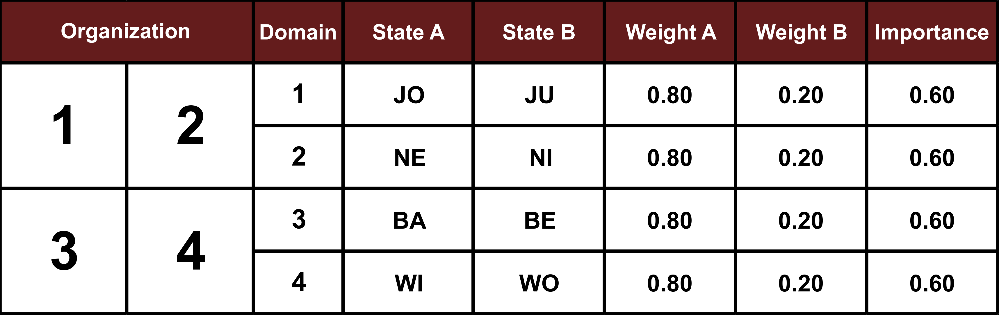 Organization Domain State A State B Weight A Weight B Importance
1 2
1 JO JU 0.80 0.20 0.60
2 NE NI 0.80 0.20 0.60
3 4
3 BA BE 0.80 0.20 0.60
4 WI WO 0.80 0.20 0.60